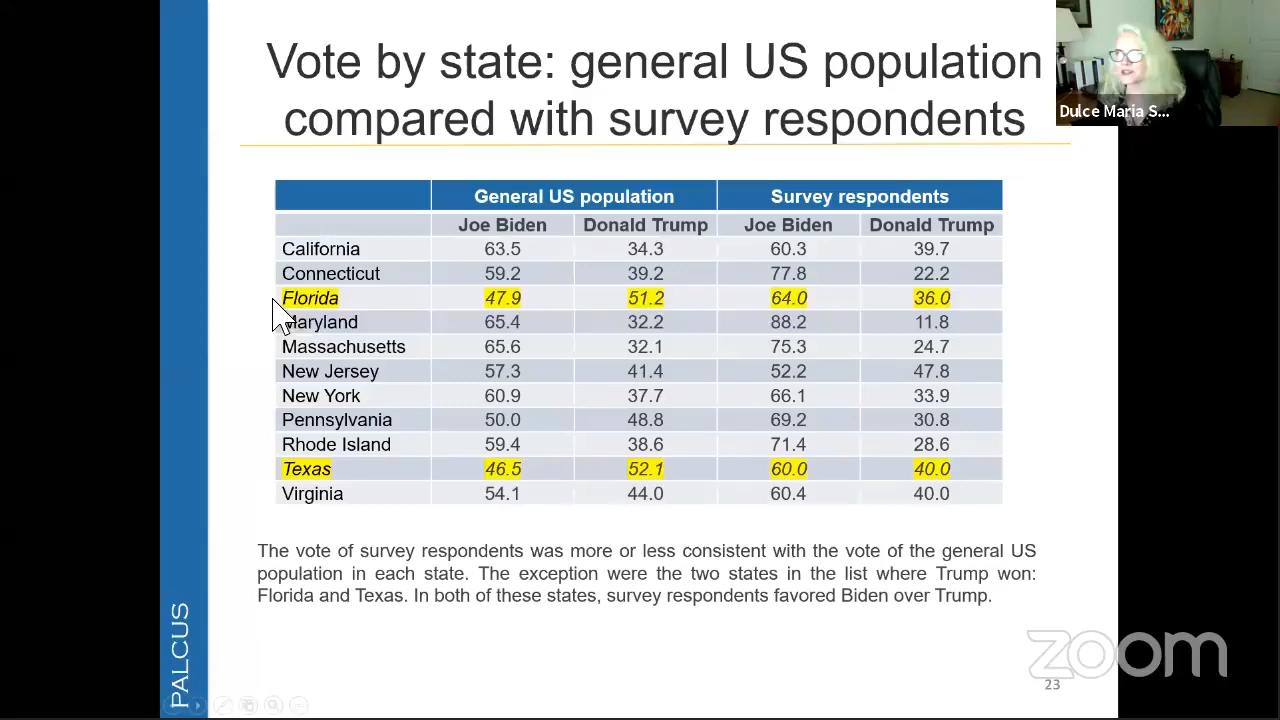 Vote by state: general US population
compared with survey respondents
Dulce Maria S...
General US population Survey respondents
Joe Biden Donald Trump Joe Biden Donald Trump
California 63.5 34.3 60.3 39.7
Connecticut 59.2 39.2 77.8 22.2
Florida 47.9 51.2 64.0 36.0
Maryland 65.4 32.2 88.2 11.8
Massachusetts 65.6 32.1 75.3 24.7
New Jersey 57.3 41.4 52.2 47.8
New York 60.9 37.7 66.1 33.9
Pennsylvania 50.0 48.8 69.2 30.8
Rhode Island 59.4 38.6 71.4 28.6
Texas 46.5 52.1 60.0 40.0
Virginia 54.1 44.0 60.4 40.0
The vote of survey respondents was more or less consistent with the vote of the general US
population in each state. The exception were the two states in the list where Trump won:
Florida and Texas. In both of these states, survey respondents favored Biden over Trump.
PALCUS
zoom
23